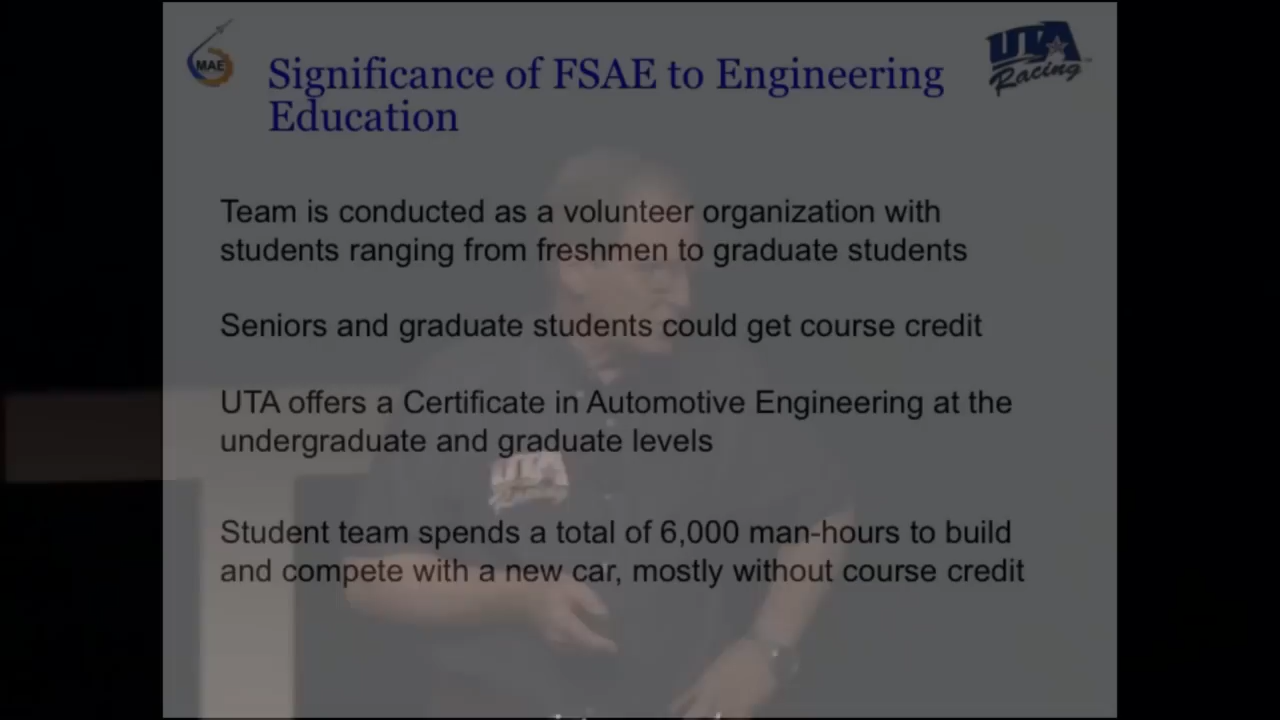 MAE
UTA
Racing
Significance of FSAE to Engineering
Education
Team is conducted as a volunteer organization with
students ranging from freshmen to graduate students
Seniors and graduate students could get course credit
UTA offers a Certificate in Automotive Engineering at the
undergraduate and graduate levels
UTA
Student team spends a total of 6,000 man-hours to build
and compete with a new car, mostly without course credit